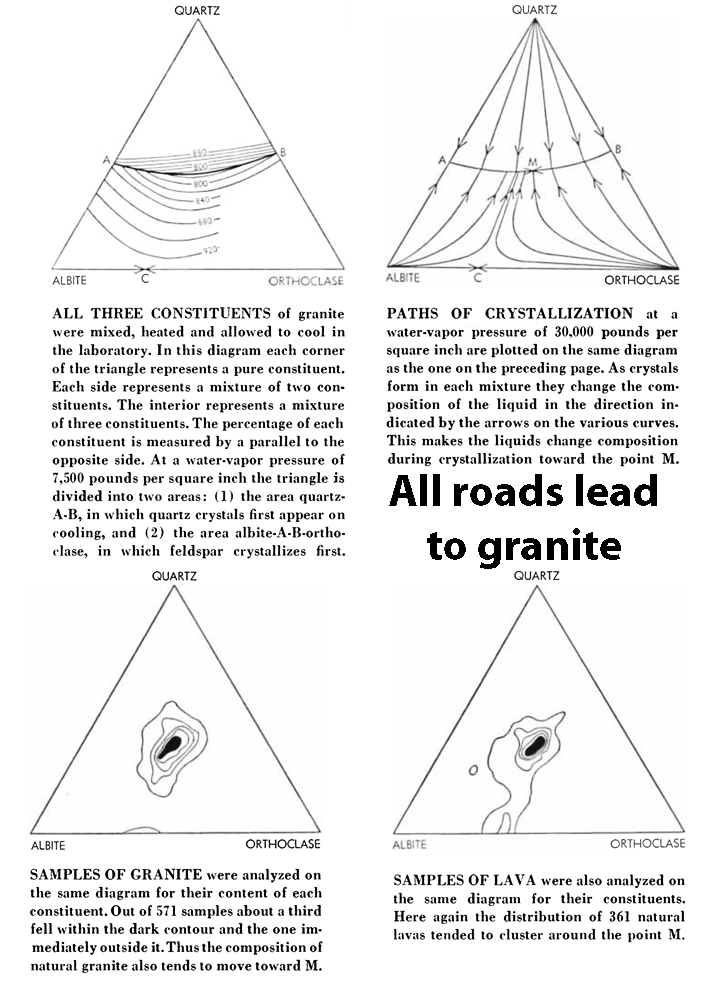 QUARTZ
A
B
880
800
800
840
880
920°
ALBITE
C
ORTHOCLASE
ALL THREE CONSTITUENTS of granite
were mixed, heated and allowed to cool in
the laboratory. In this diagram each corner
of the triangle represents a pure constituent.
Each side represents a mixture of two con-
stituents. The interior represents a mixture
of three constituents. The percentage of each
constituent is measured by a parallel to the
opposite side. At a water-vapor pressure of
7,500 pounds per square inch the triangle is
divided into two areas: (1) the area quartz-
A-B, in which quartz crystals first appear on
cooling, and (2) the area albite-A-B-ortho-
clase, in which feldspar crystallizes first.
QUARTZ
A
M
B
ALBITE
C
ORTHOCLASE
PATHS OF CRYSTALLIZATION at a
water-vapor pressure of 30,000 pounds per
square inch are plotted on the same diagram
as the one on the preceding page. As crystals
form in each mixture they change the com-
position of the liquid in the direction in-
dicated by the arrows on the various curves.
This makes the liquids change composition
during crystallization toward the point M.
All roads lead
to granite
QUARTZ
ALBITE
ORTHOCLASE
SAMPLES OF GRANITE were analyzed on
the same diagram for their content of each
constituent. Out of 571 samples about a third
fell within the dark contour and the one im-
mediately outside it. Thus the composition of
natural granite also tends to move toward M.
QUARTZ
ALBITE
ORTHOCLASE
SAMPLES OF LAVA were also analyzed on
the same diagram for their constituents.
Here again the distribution of 361 natural
lavas tended to cluster around the point M.